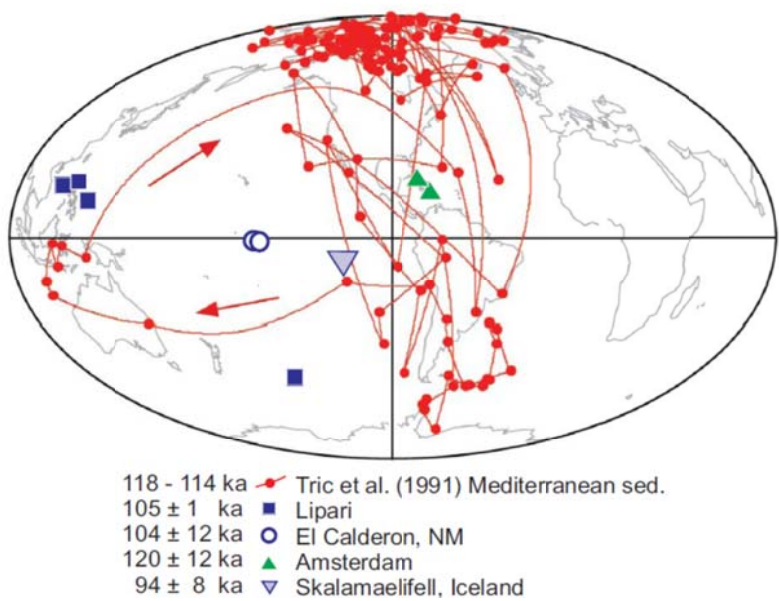 118 - 114 ka Tric et al. (1991) Mediterranean sed.
105 ± 1 ka Lipari
104 ± 12 ka El Calderon, NM
120 ± 12 ka Amsterdam
94 ± 8 ka Skalamaelifell, Iceland